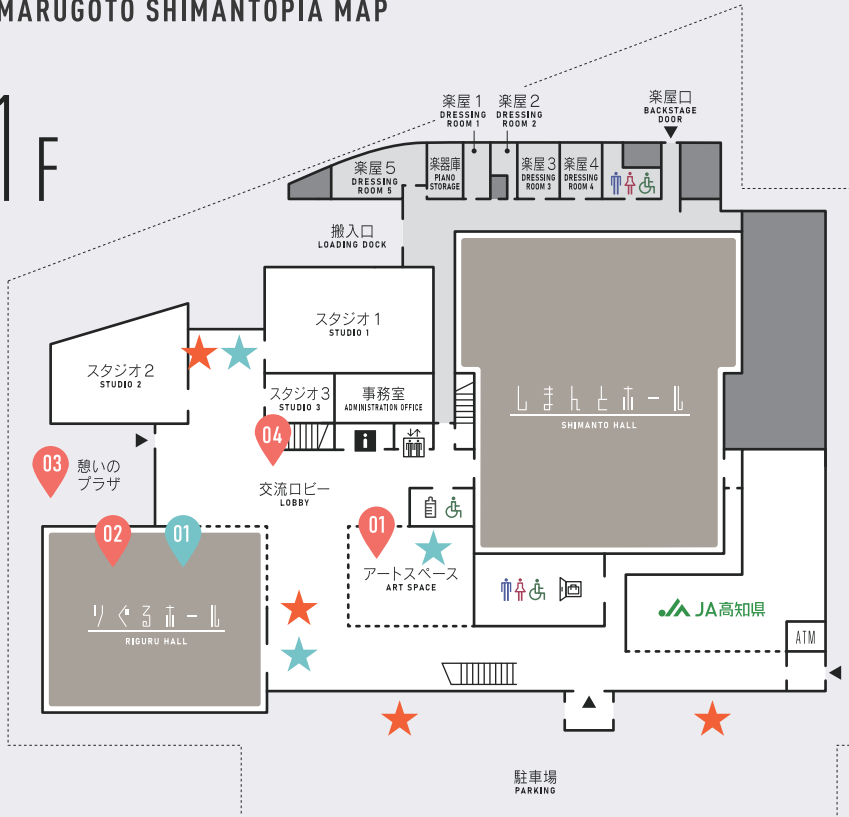 MARUGOTO SHIMANTOPIA MAP
1F
楽屋1
DRESSING
ROOM 1
楽屋2
DRESSING
ROOM 2
楽屋口
BACKSTAGE
DOOR
楽屋5
DRESSING
ROOM 5
楽器庫
PIANO
STORAGE
楽屋3
DRESSING
ROOM 3
楽屋4
DRESSING
ROOM 4
搬入口
LOADING DOCK
スタジオ1
STUDIO 1
スタジオ2
STUDIO 2
スタジオ3
STUDIO 3
事務室
ADMINISTRATION OFFICE
しまんとホール
SHIMANTO HALL
04
i
03
憩いの
プラザ
交流ロビー
LOBBY
02
01
01
アートスペース
ART SPACE
りぐるホール
RIGURU HALL
JA高知県
ATM
駐車場
PARKING